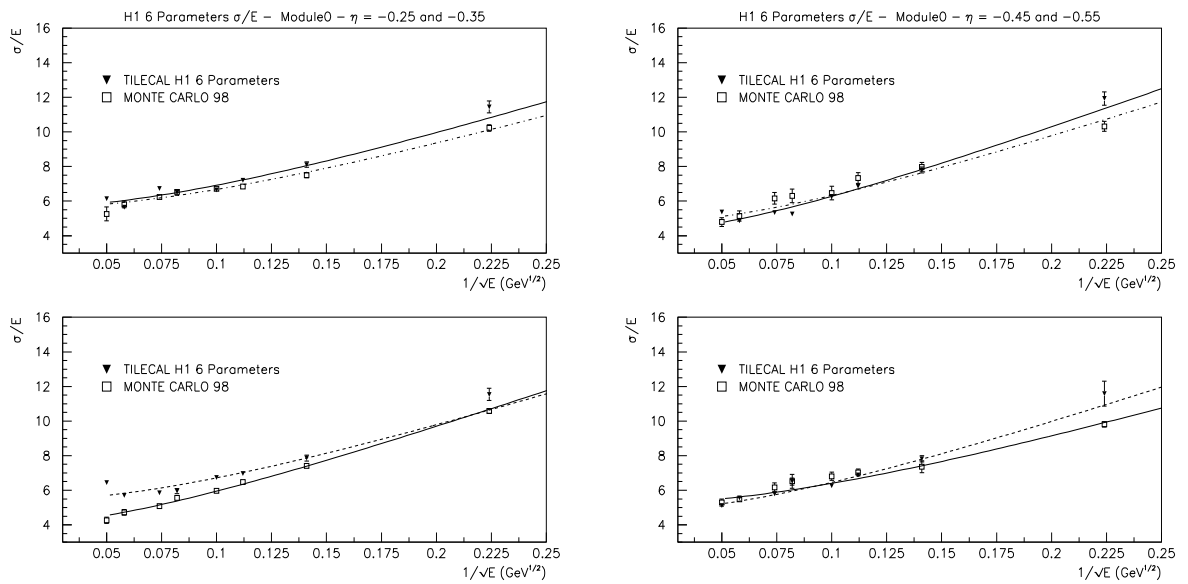 H1 6 Parameters σ/E – Module0 – η = –0.25 and –0.35
σ/E
16
14
12
10
8
6
4
▼ TILECAL H1 6 Parameters
□ MONTE CARLO 98
0.05 0.075 0.1 0.125 0.15 0.175 0.2 0.225 0.25
1/√E (GeV^1/2)
H1 6 Parameters σ/E – Module0 – η = –0.45 and –0.55
σ/E
16
14
12
10
8
6
4
▼ TILECAL H1 6 Parameters
□ MONTE CARLO 98
0.05 0.075 0.1 0.125 0.15 0.175 0.2 0.225 0.25
1/√E (GeV^1/2)
σ/E
16
14
12
10
8
6
4
▼ TILECAL H1 6 Parameters
□ MONTE CARLO 98
0.05 0.075 0.1 0.125 0.15 0.175 0.2 0.225 0.25
1/√E (GeV^1/2)
σ/E
16
14
12
10
8
6
4
▼ TILECAL H1 6 Parameters
□ MONTE CARLO 98
0.05 0.075 0.1 0.125 0.15 0.175 0.2 0.225 0.25
1/√E (GeV^1/2)